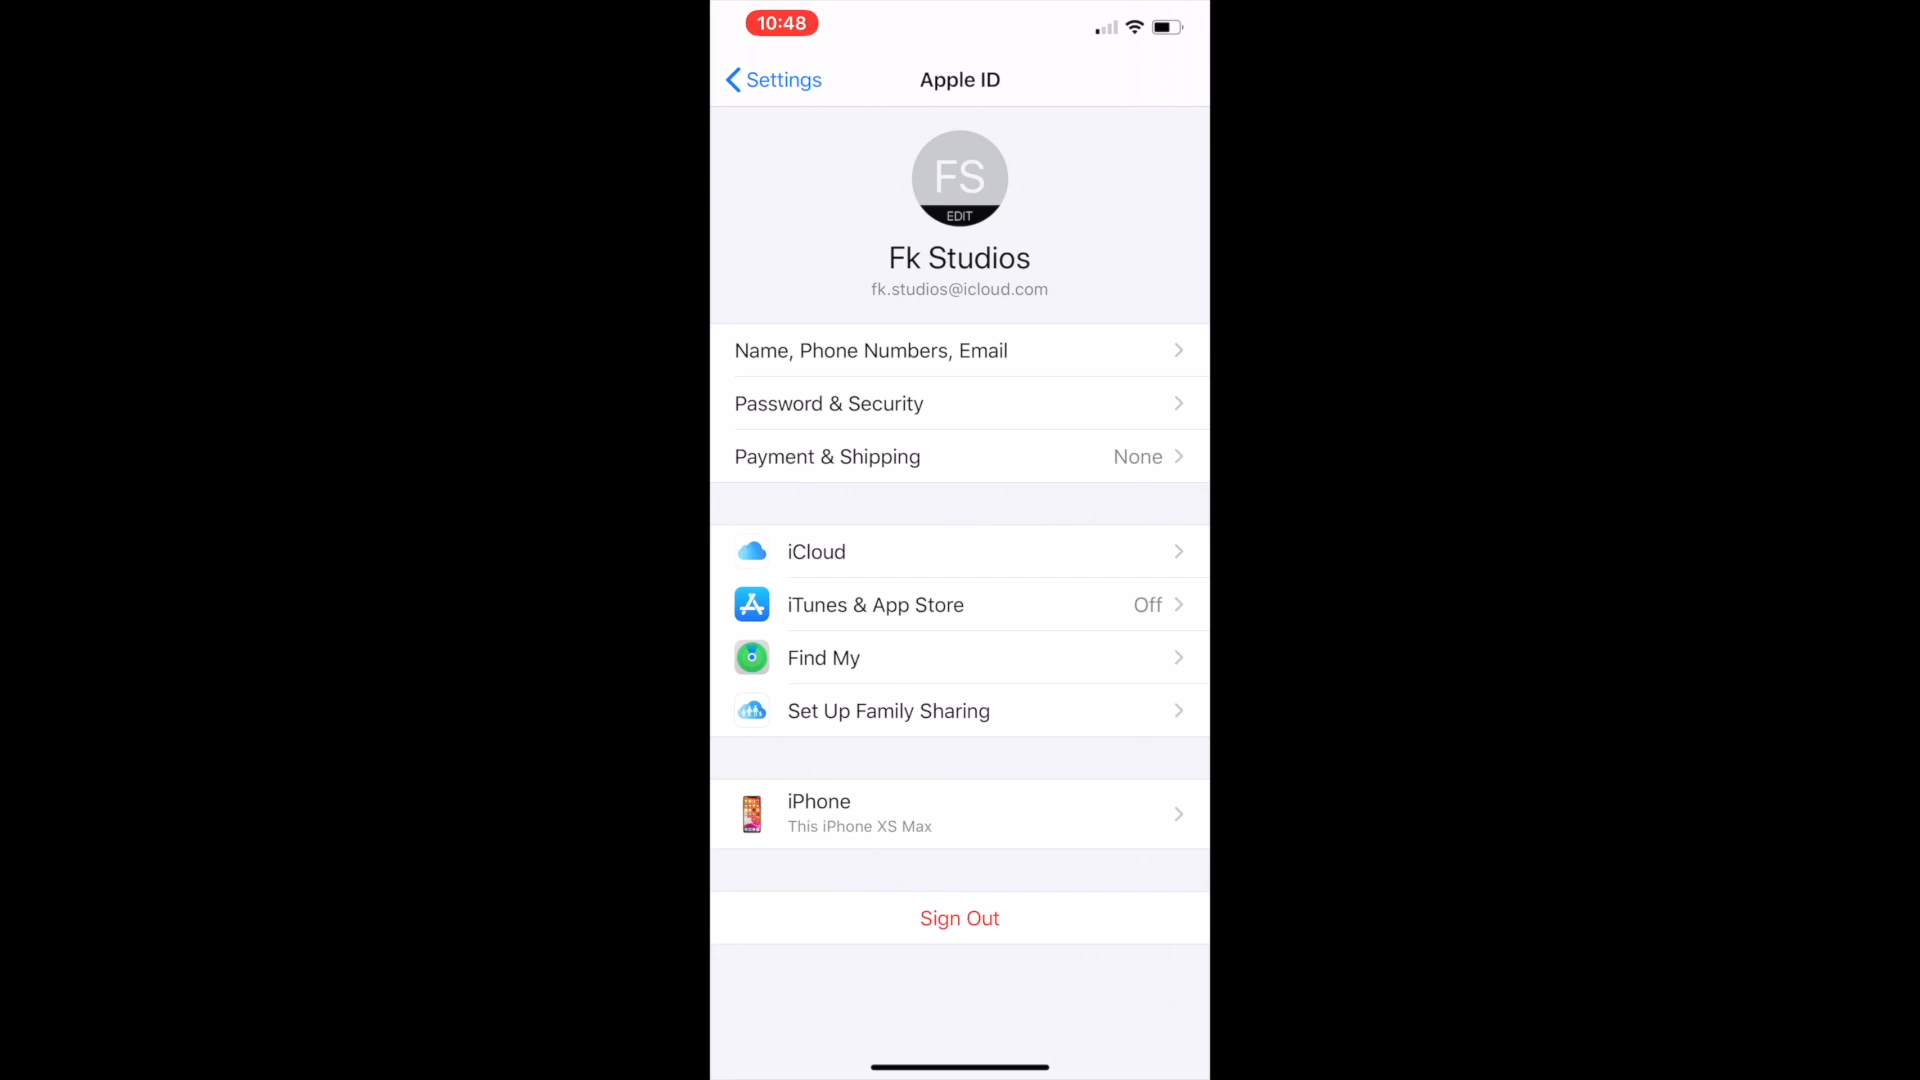 10:48
Settings
Apple ID
FS
EDIT
Fk Studios
fk.studios@icloud.com
Name, Phone Numbers, Email
Password & Security
Payment & Shipping None
iCloud
iTunes & App Store Off
Find My
Set Up Family Sharing
iPhone
This iPhone XS Max
Sign Out